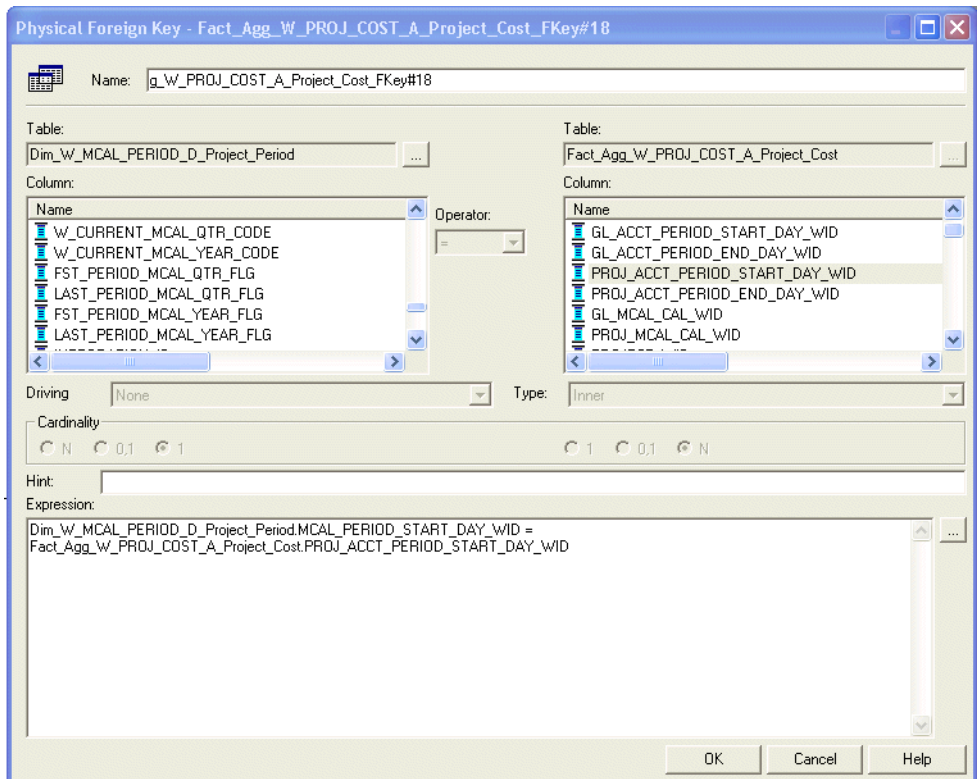 Physical Foreign Key - Fact_Agg_W_PROJ_COST_A_Project_Cost_FKey#18
Name: g_W_PROJ_COST_A_Project_Cost_FKey#18
Table: Table:
Dim_W_MCAL_PERIOD_D_Project_Period ... Fact_Agg_W_PROJ_COST_A_Project_Cost ...
Column: Column:
Name Operator: Name
W_CURRENT_MCAL_QTR_CODE = GL_ACCT_PERIOD_START_DAY_WID
W_CURRENT_MCAL_YEAR_CODE GL_ACCT_PERIOD_END_DAY_WID
FST_PERIOD_MCAL_QTR_FLG PROJ_ACCT_PERIOD_START_DAY_WID
LAST_PERIOD_MCAL_QTR_FLG PROJ_ACCT_PERIOD_END_DAY_WID
FST_PERIOD_MCAL_YEAR_FLG GL_MCAL_CAL_WID
LAST_PERIOD_MCAL_YEAR_FLG PROJ_MCAL_CAL_WID
Driving None Type: Inner
Cardinality
N 0,1 1 1 0,1 N
Hint:
Expression:
Dim_W_MCAL_PERIOD_D_Project_Period.MCAL_PERIOD_START_DAY_WID =
Fact_Agg_W_PROJ_COST_A_Project_Cost.PROJ_ACCT_PERIOD_START_DAY_WID
...
OK Cancel Help